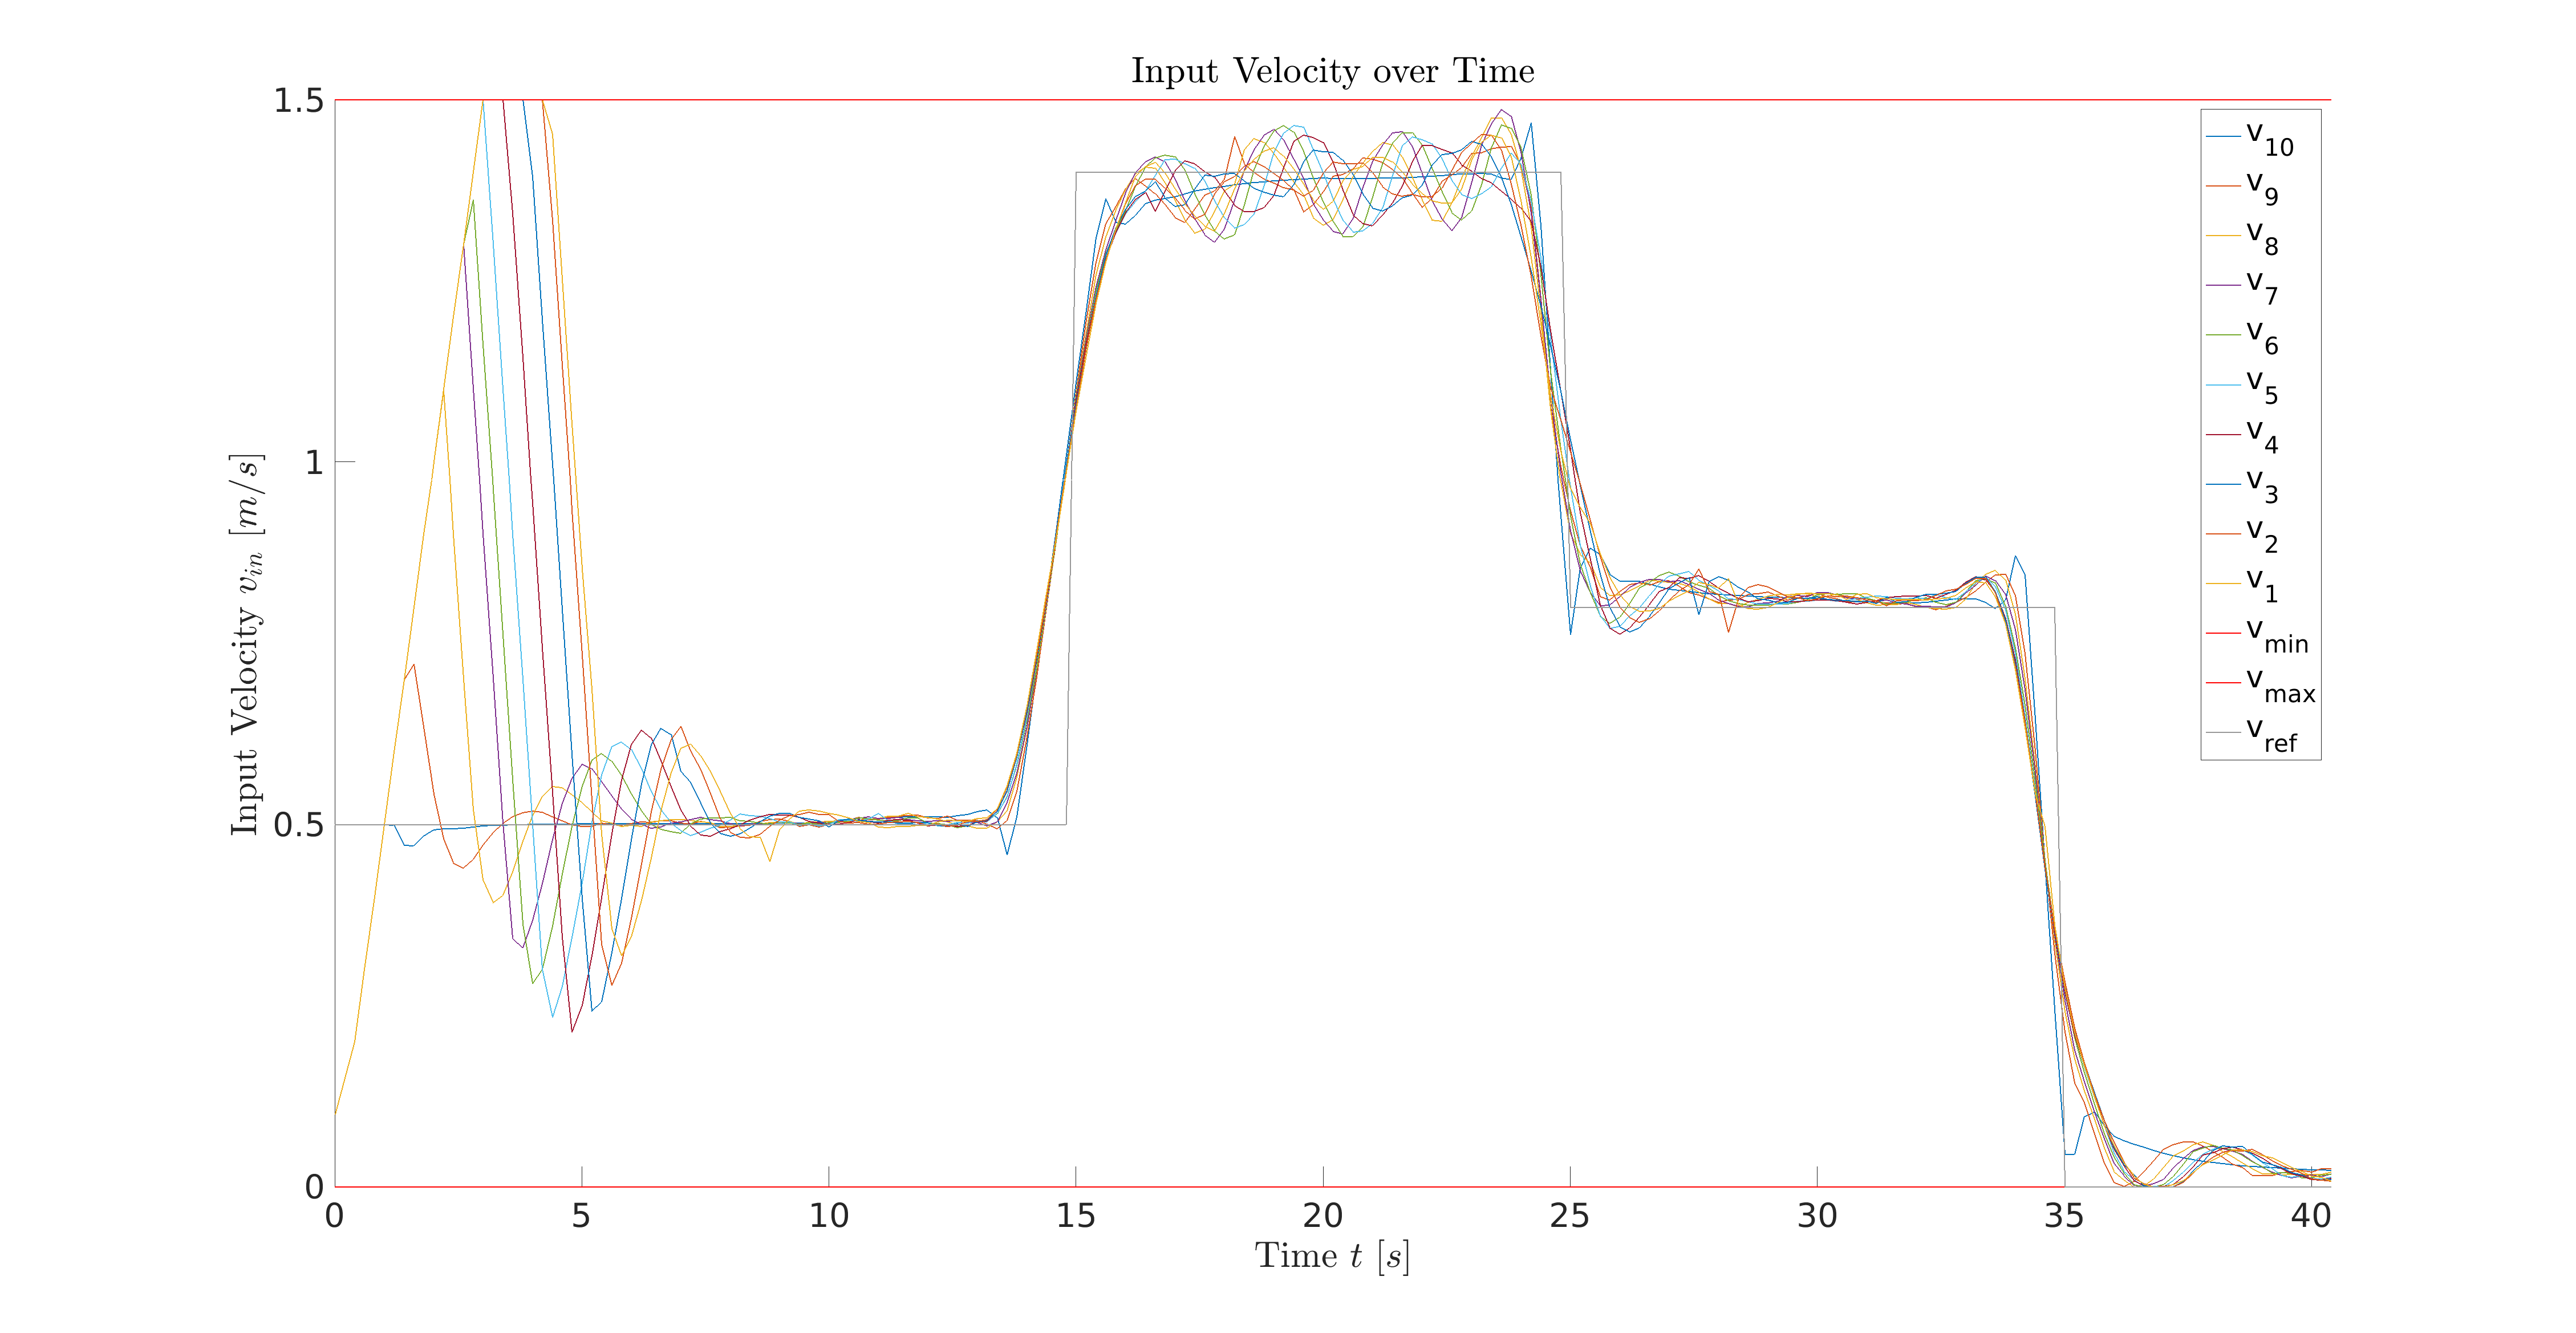 Input Velocity over Time
1.5
1
0.5
0
Input Velocity v_in [m/s]
v_10
v_9
v_8
v_7
v_6
v_5
v_4
v_3
v_2
v_1
v_min
v_max
v_ref
0 5 10 15 20 25 30 35 40
Time t [s]